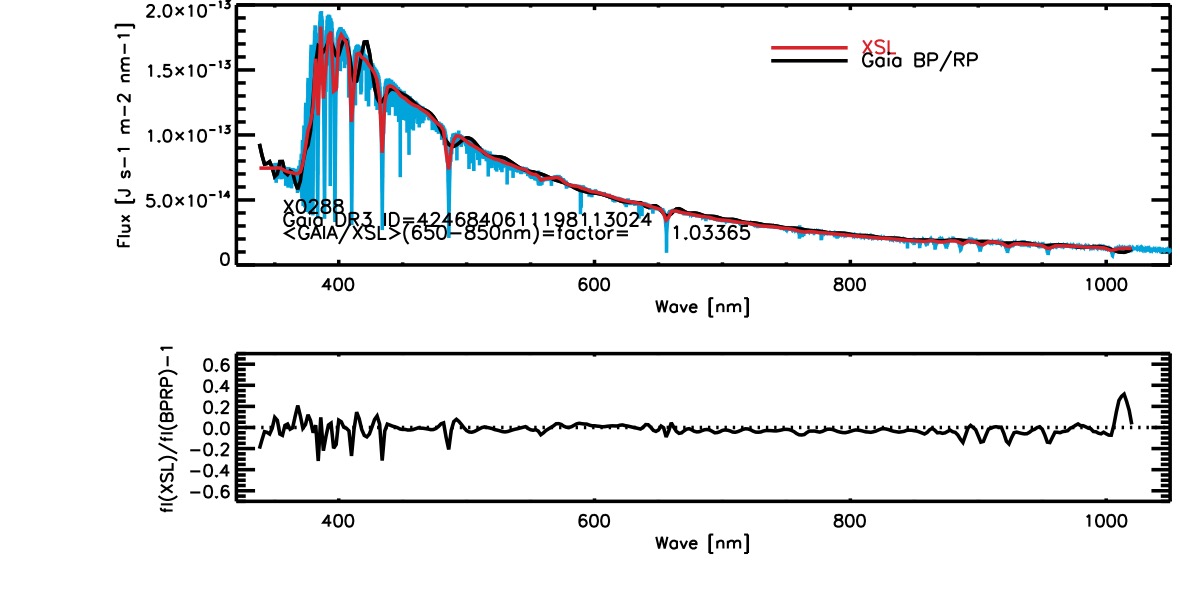 2.0×10⁻¹³
1.5×10⁻¹³
1.0×10⁻¹³
5.0×10⁻¹⁴
0
Flux [J s−1 m−2 nm−1]
XSL
Gaia BP/RP
X0288
Gaia DR3 ID=4246840611198113024
<GAIA/XSL>(650−850nm)=factor= 1.03365
400 600 800 1000
Wave [nm]
0.6
0.4
0.2
0.0
−0.2
−0.4
−0.6
fl(XSL)/fl(BPRP)−1
400 600 800 1000
Wave [nm]